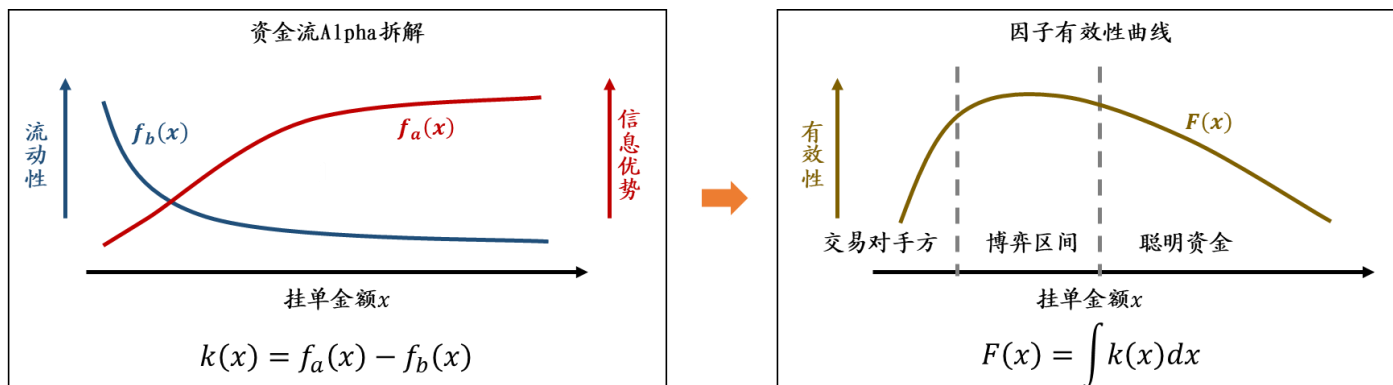 资金流Alpha拆解
流动性
f_b(x)
f_a(x)
信息优势
挂单金额x
k(x) = f_a(x) − f_b(x)
因子有效性曲线
有效性
F(x)
交易对手方
博弈区间
聪明资金
挂单金额x
F(x) = ∫ k(x)dx